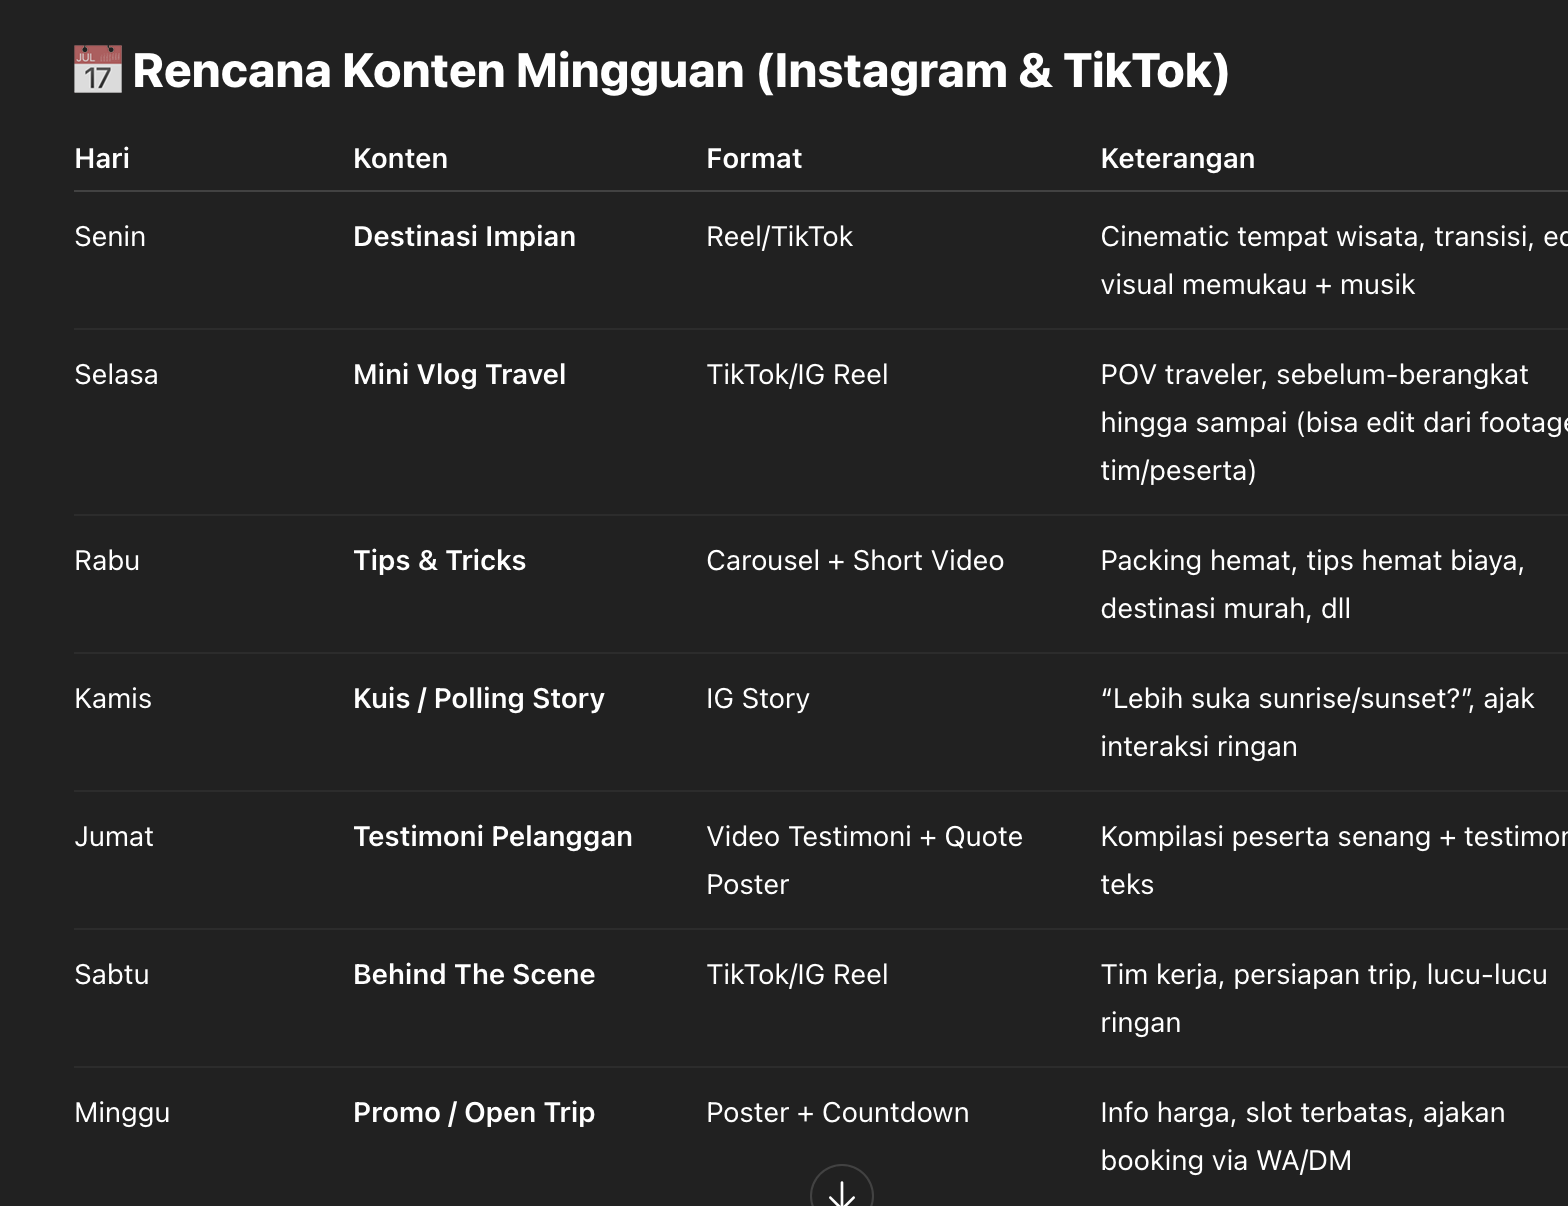 JUL
17
Rencana Konten Mingguan (Instagram & TikTok)
Hari Konten Format Keterangan
Senin Destinasi Impian Reel/TikTok Cinematic tempat wisata, transisi,
visual memukau + musik
Selasa Mini Vlog Travel TikTok/IG Reel POV traveler, sebelum-berangkat
hingga sampai (bisa edit dari footage
tim/peserta)
Rabu Tips & Tricks Carousel + Short Video Packing hemat, tips hemat biaya,
destinasi murah, dll
Kamis Kuis / Polling Story IG Story “Lebih suka sunrise/sunset?”, ajak
interaksi ringan
Jumat Testimoni Pelanggan Video Testimoni + Quote
Poster
Kompilasi peserta senang + testimon
teks
Sabtu Behind The Scene TikTok/IG Reel Tim kerja, persiapan trip, lucu-lucu
ringan
Minggu Promo / Open Trip Poster + Countdown Info harga, slot terbatas, ajakan
booking via WA/DM